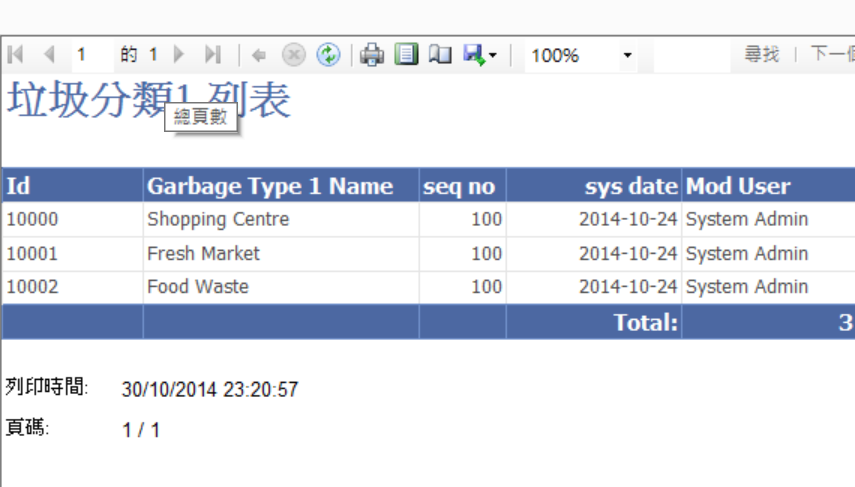 1 的 1 100% 尋找 | 下一個
垃圾分類1 列表
總頁數
Id Garbage Type 1 Name seq no sys date Mod User
10000 Shopping Centre 100 2014-10-24 System Admin
10001 Fresh Market 100 2014-10-24 System Admin
10002 Food Waste 100 2014-10-24 System Admin
Total: 3
列印時間: 30/10/2014 23:20:57
頁碼: 1 / 1